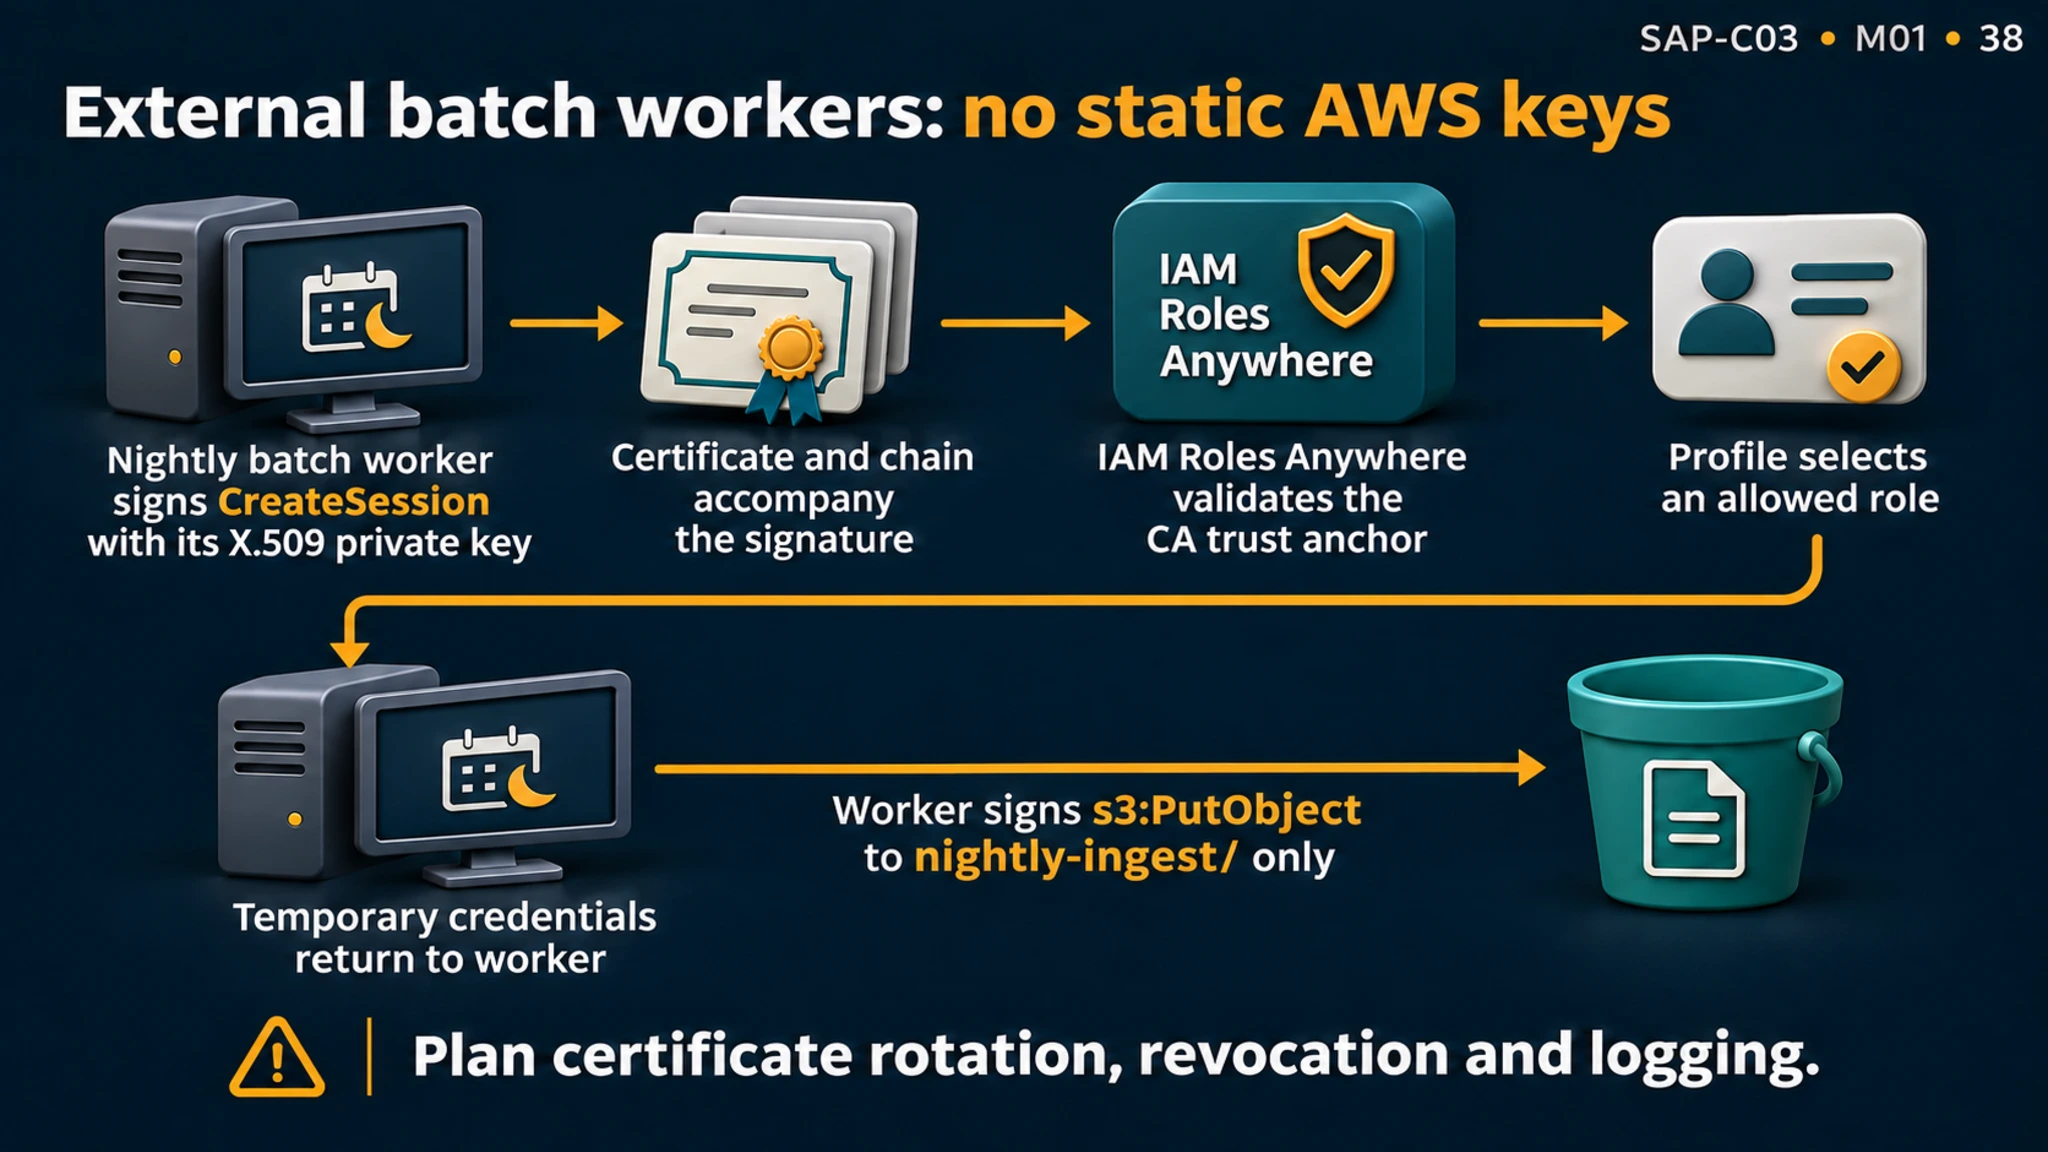 SAP-C03 • M01 • 38
External batch workers: no static AWS keys
IAM
Roles
Anywhere
Nightly batch worker
signs CreateSession
with its X.509 private key
Certificate and chain
accompany
the signature
IAM Roles Anywhere
validates the
CA trust anchor
Profile selects
an allowed role
Worker signs s3:PutObject
to nightly-ingest/ only
Temporary credentials
return to worker
Plan certificate rotation, revocation and logging.